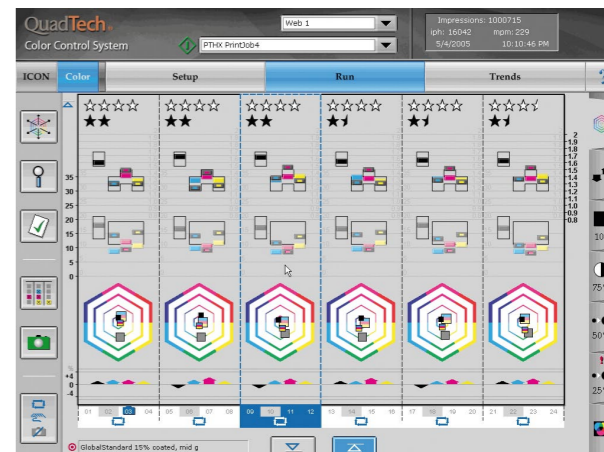 QuadTech
Color Control System
Web 1
PTHX PrintJob4
Impressions: 1000715
iph: 16042 mpm: 229
5/4/2005 10:10:46 PM
ICON Color Setup Run Trends
2
1.9
1.8
1.7
1.6
1.5
1.4
1.3
1.2
1.1
1.0
0.9
0.8
35
30
25
20
15
10
5
0
10
75
50
25
%
+4
0
-4
01 02 03 04 05 06 07 08 09 10 11 12 13 14 15 16 17 18 19 20 21 22 23 24
GlobalStandard 15% coated, mid g